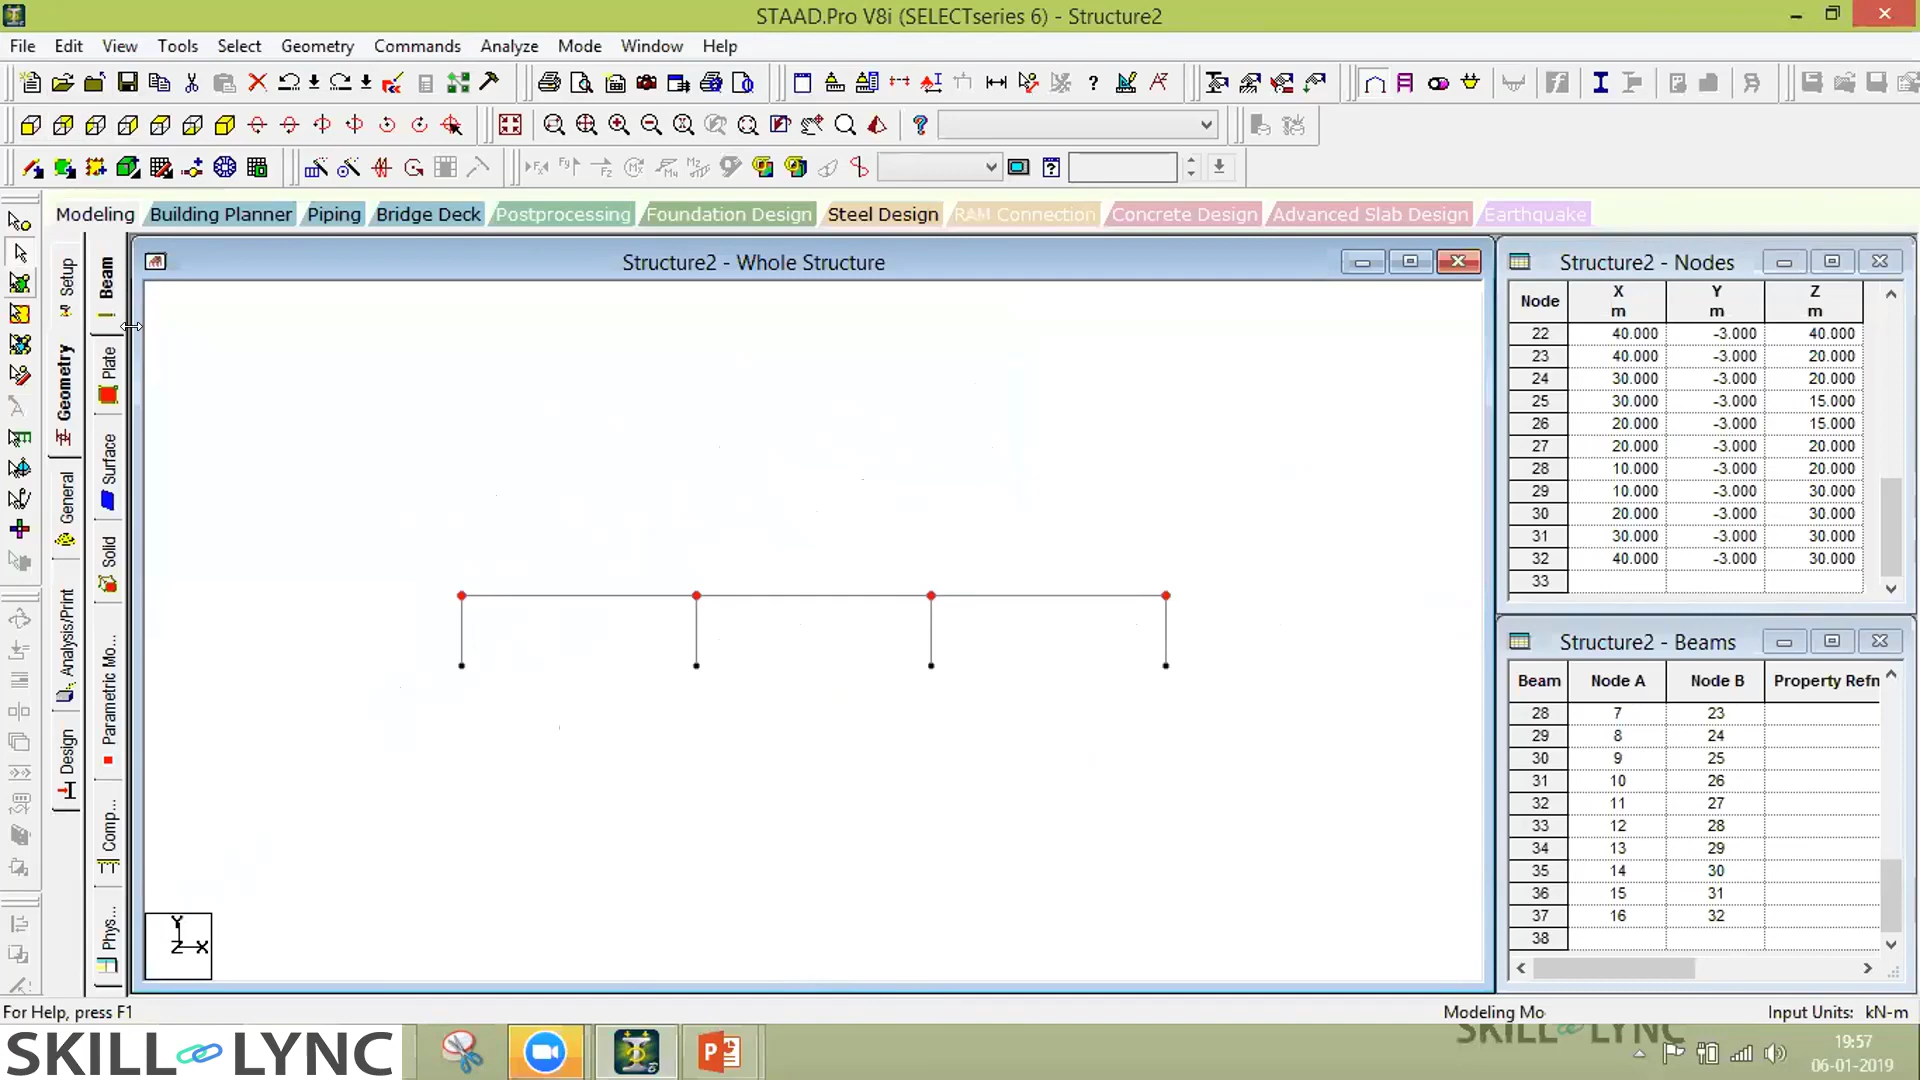 STAAD.Pro V8i (SELECTseries 6) - Structure2
File Edit View Tools Select Geometry Commands Analyze Mode Window Help
Modeling Building Planner Piping Bridge Deck Postprocessing Foundation Design Steel Design RAM Connection Concrete Design Advanced Slab Design Earthquake
Setup
Geometry
General
Analysis/Print
Design
Beam
Plate
Surface
Solid
Parametric Mo...
Comp...
Phys...
Structure2 - Whole Structure
Y
Z X
Structure2 - Nodes
Node X m Y m Z m
22 40.000 -3.000 40.000
23 40.000 -3.000 20.000
24 30.000 -3.000 20.000
25 30.000 -3.000 15.000
26 20.000 -3.000 15.000
27 20.000 -3.000 20.000
28 10.000 -3.000 20.000
29 10.000 -3.000 30.000
30 20.000 -3.000 30.000
31 30.000 -3.000 30.000
32 40.000 -3.000 30.000
33
Structure2 - Beams
Beam Node A Node B Property Refn
28 7 23
29 8 24
30 9 25
31 10 26
32 11 27
33 12 28
34 13 29
35 14 30
36 15 31
37 16 32
38
For Help, press F1
Modeling Mo
Input Units: kN-m
SKILL LYNC
SKILL LYNC
19:57
06-01-2019